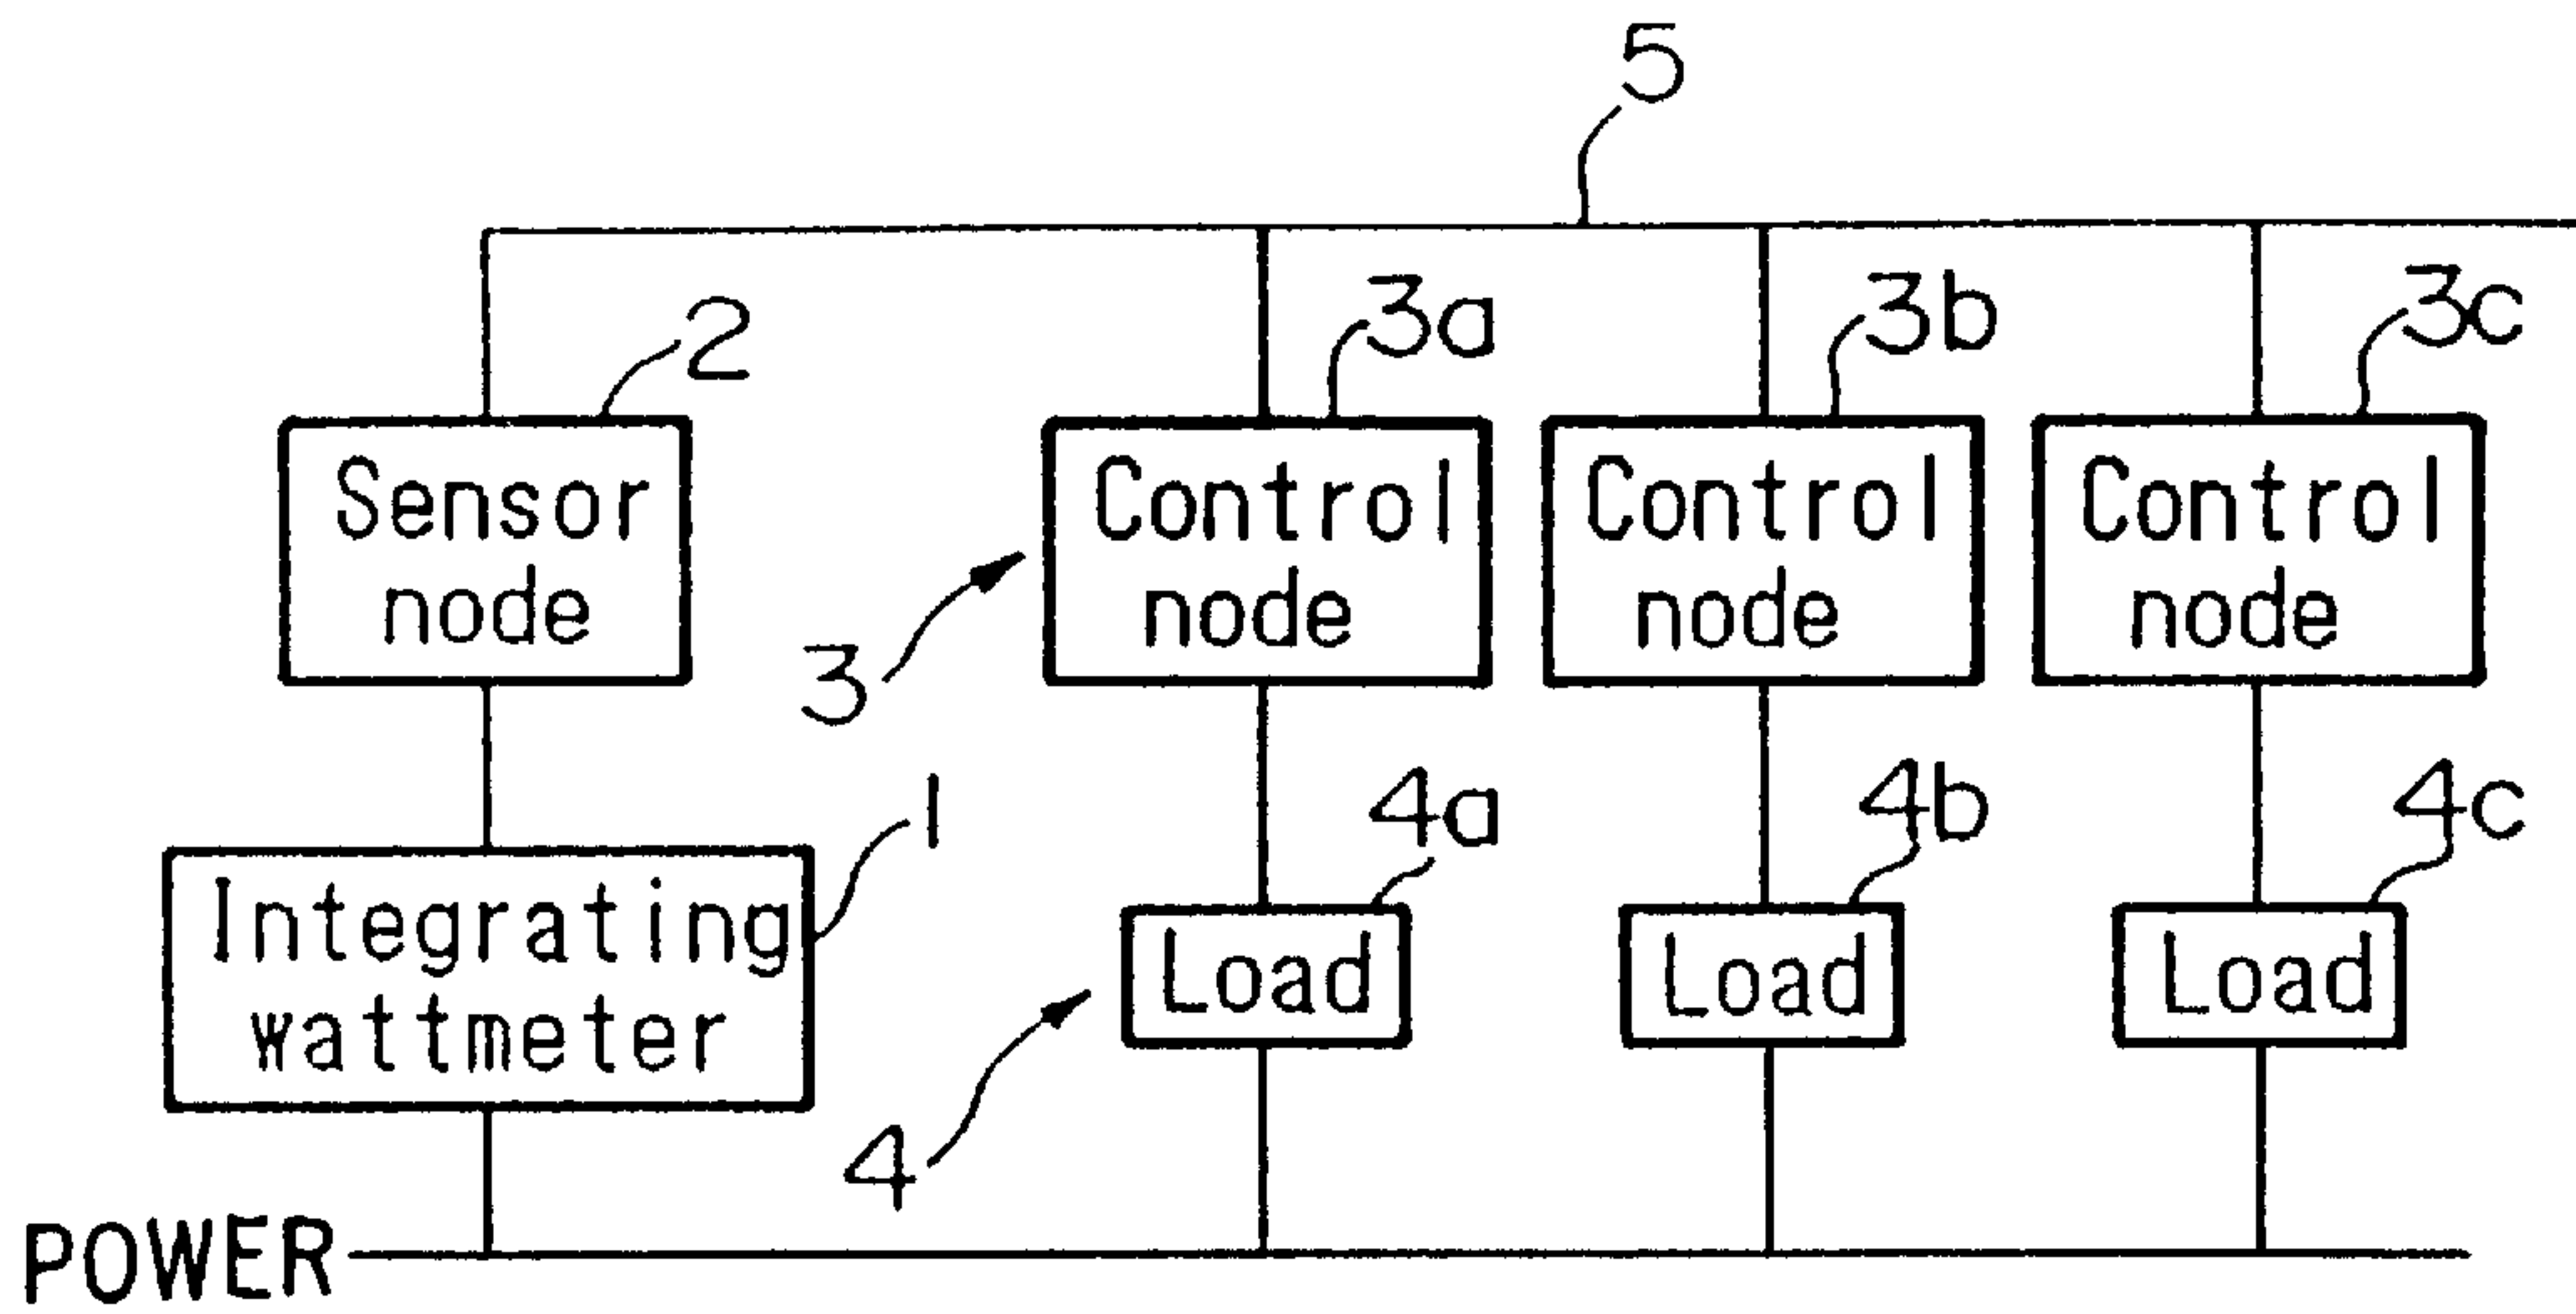 5
2
3a
3b
3c
Sensor
node
Control
node
Control
node
Control
node
3
1
4a
4b
4c
Integrating
wattmeter
Load
Load
Load
4
POWER